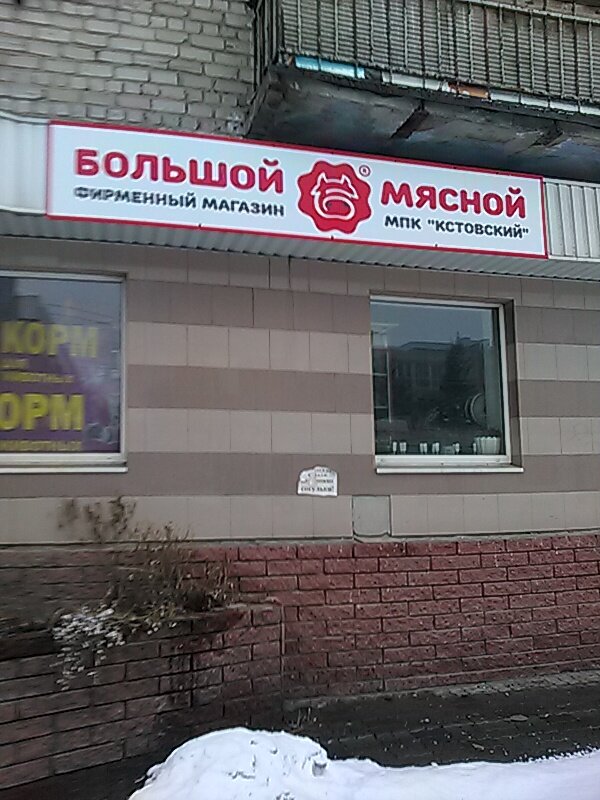 БОЛЬШОЙ МЯСНОЙ
®
ФИРМЕННЫЙ МАГАЗИН
МПК "КСТОВСКИЙ"
КОРМ
ОРМ